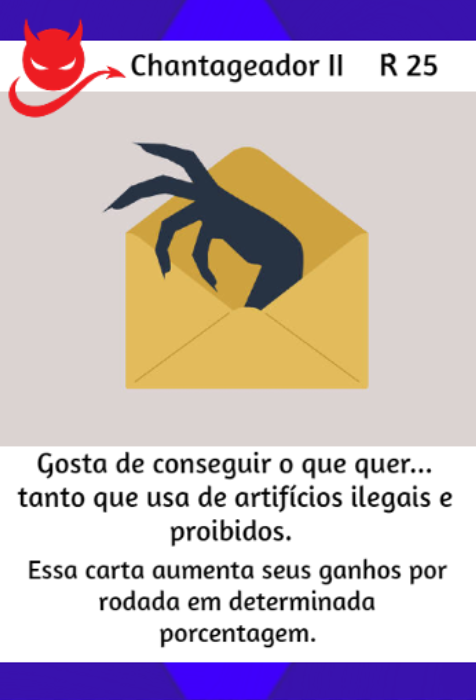 Chantageador II R 25
Gosta de conseguir o que quer...
tanto que usa de artifícios ilegais e
proibidos.
Essa carta aumenta seus ganhos por
rodada em determinada
porcentagem.